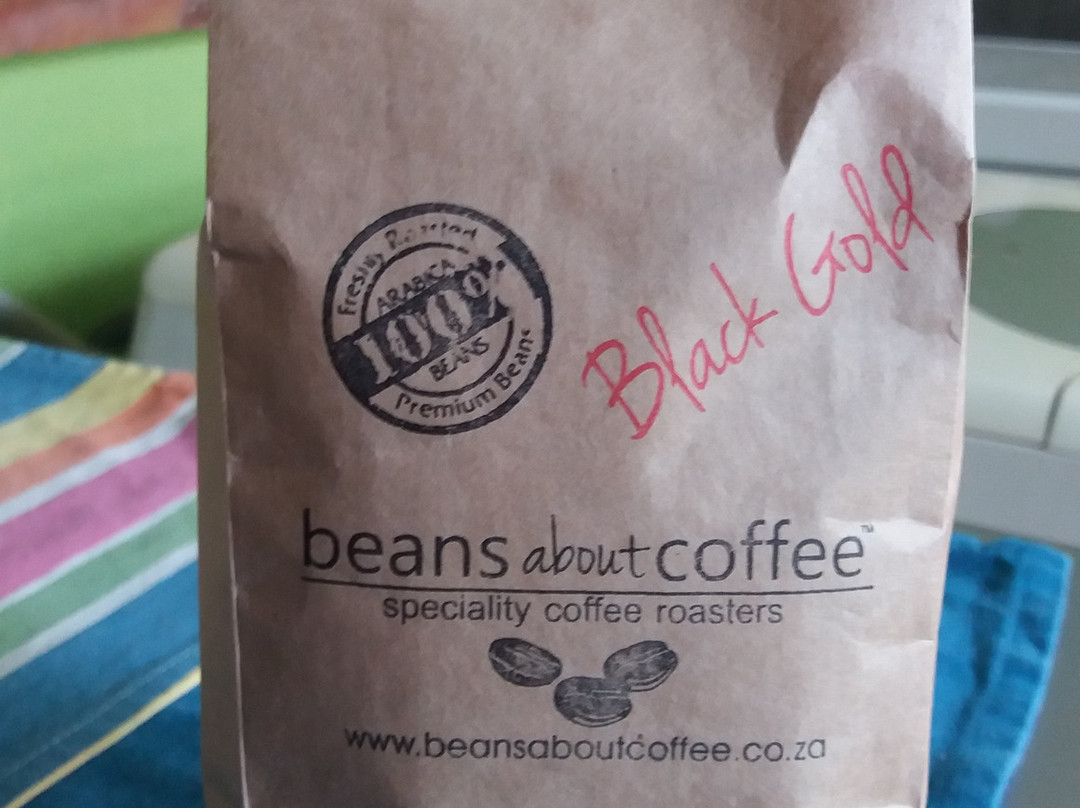 Freshly Roasted
ARABICA
100%
BEANS
Premium Beans
Black Gold
beans about coffee™
speciality coffee roasters
www.beansaboutcoffee.co.za